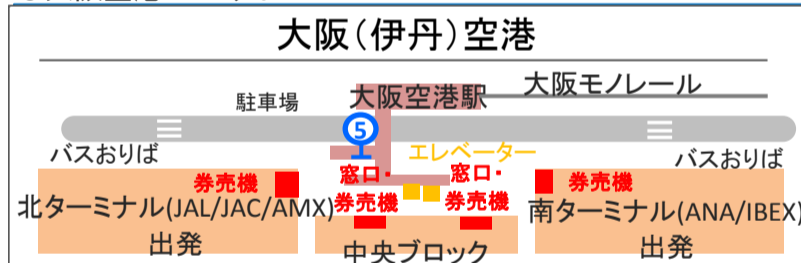 大阪(伊丹)空港
大阪モノレール
大阪空港駅
駐車場
5
バスおりば
エレベーター
バスおりば
券売機
窓口・
券売機
窓口・
券売機
券売機
北ターミナル(JAL/JAC/AMX)
出発
中央ブロック
南ターミナル(ANA/IBEX)
出発